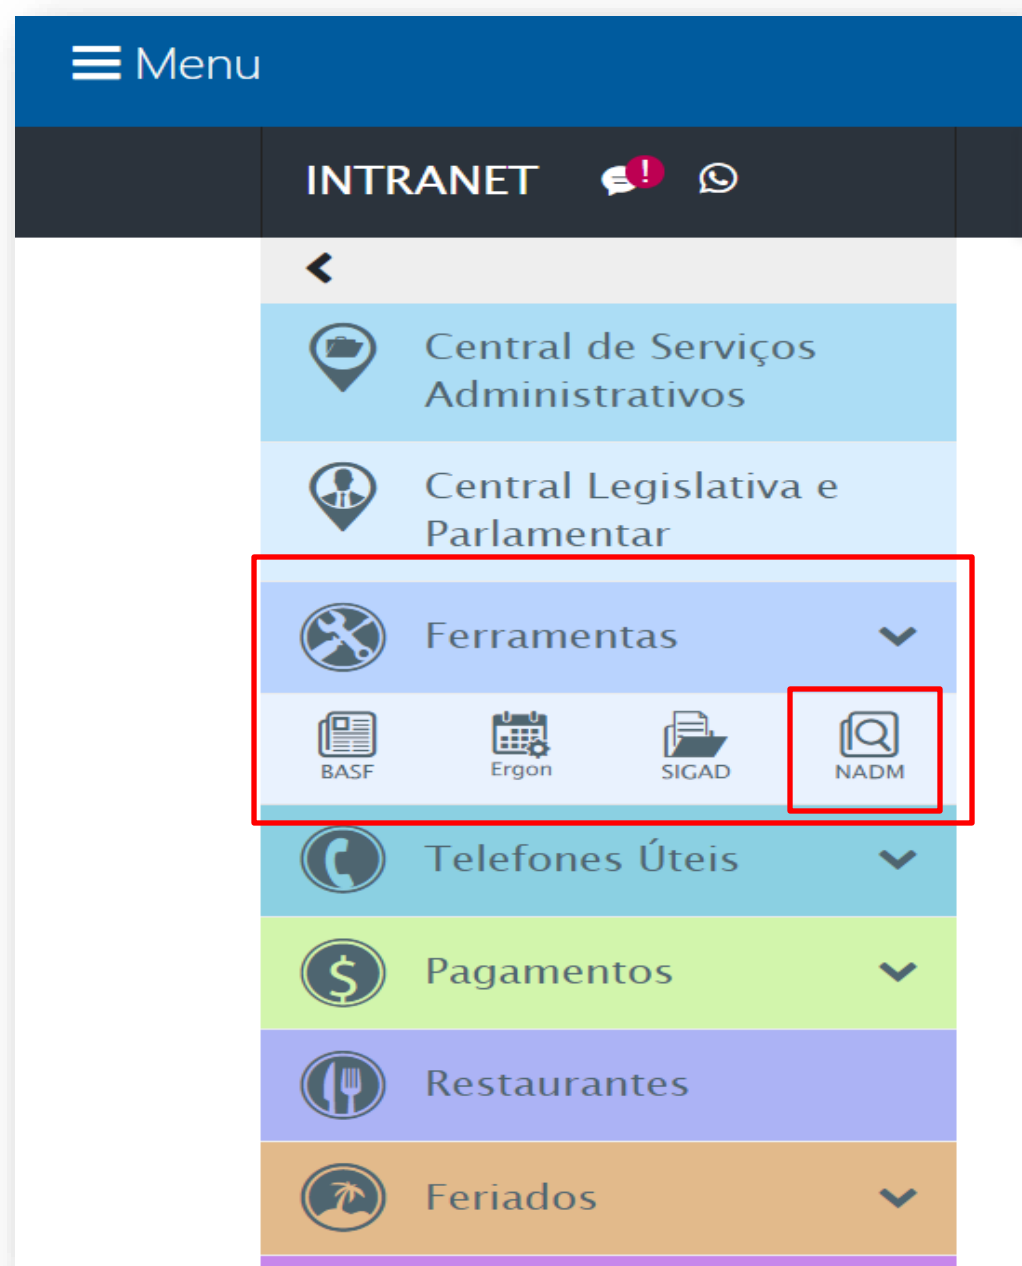 Menu
INTRANET
!
Central de Serviços
Administrativos
Central Legislativa e
Parlamentar
Ferramentas
BASF Ergon SIGAD NADM
Telefones Úteis
$ Pagamentos
Restaurantes
Feriados